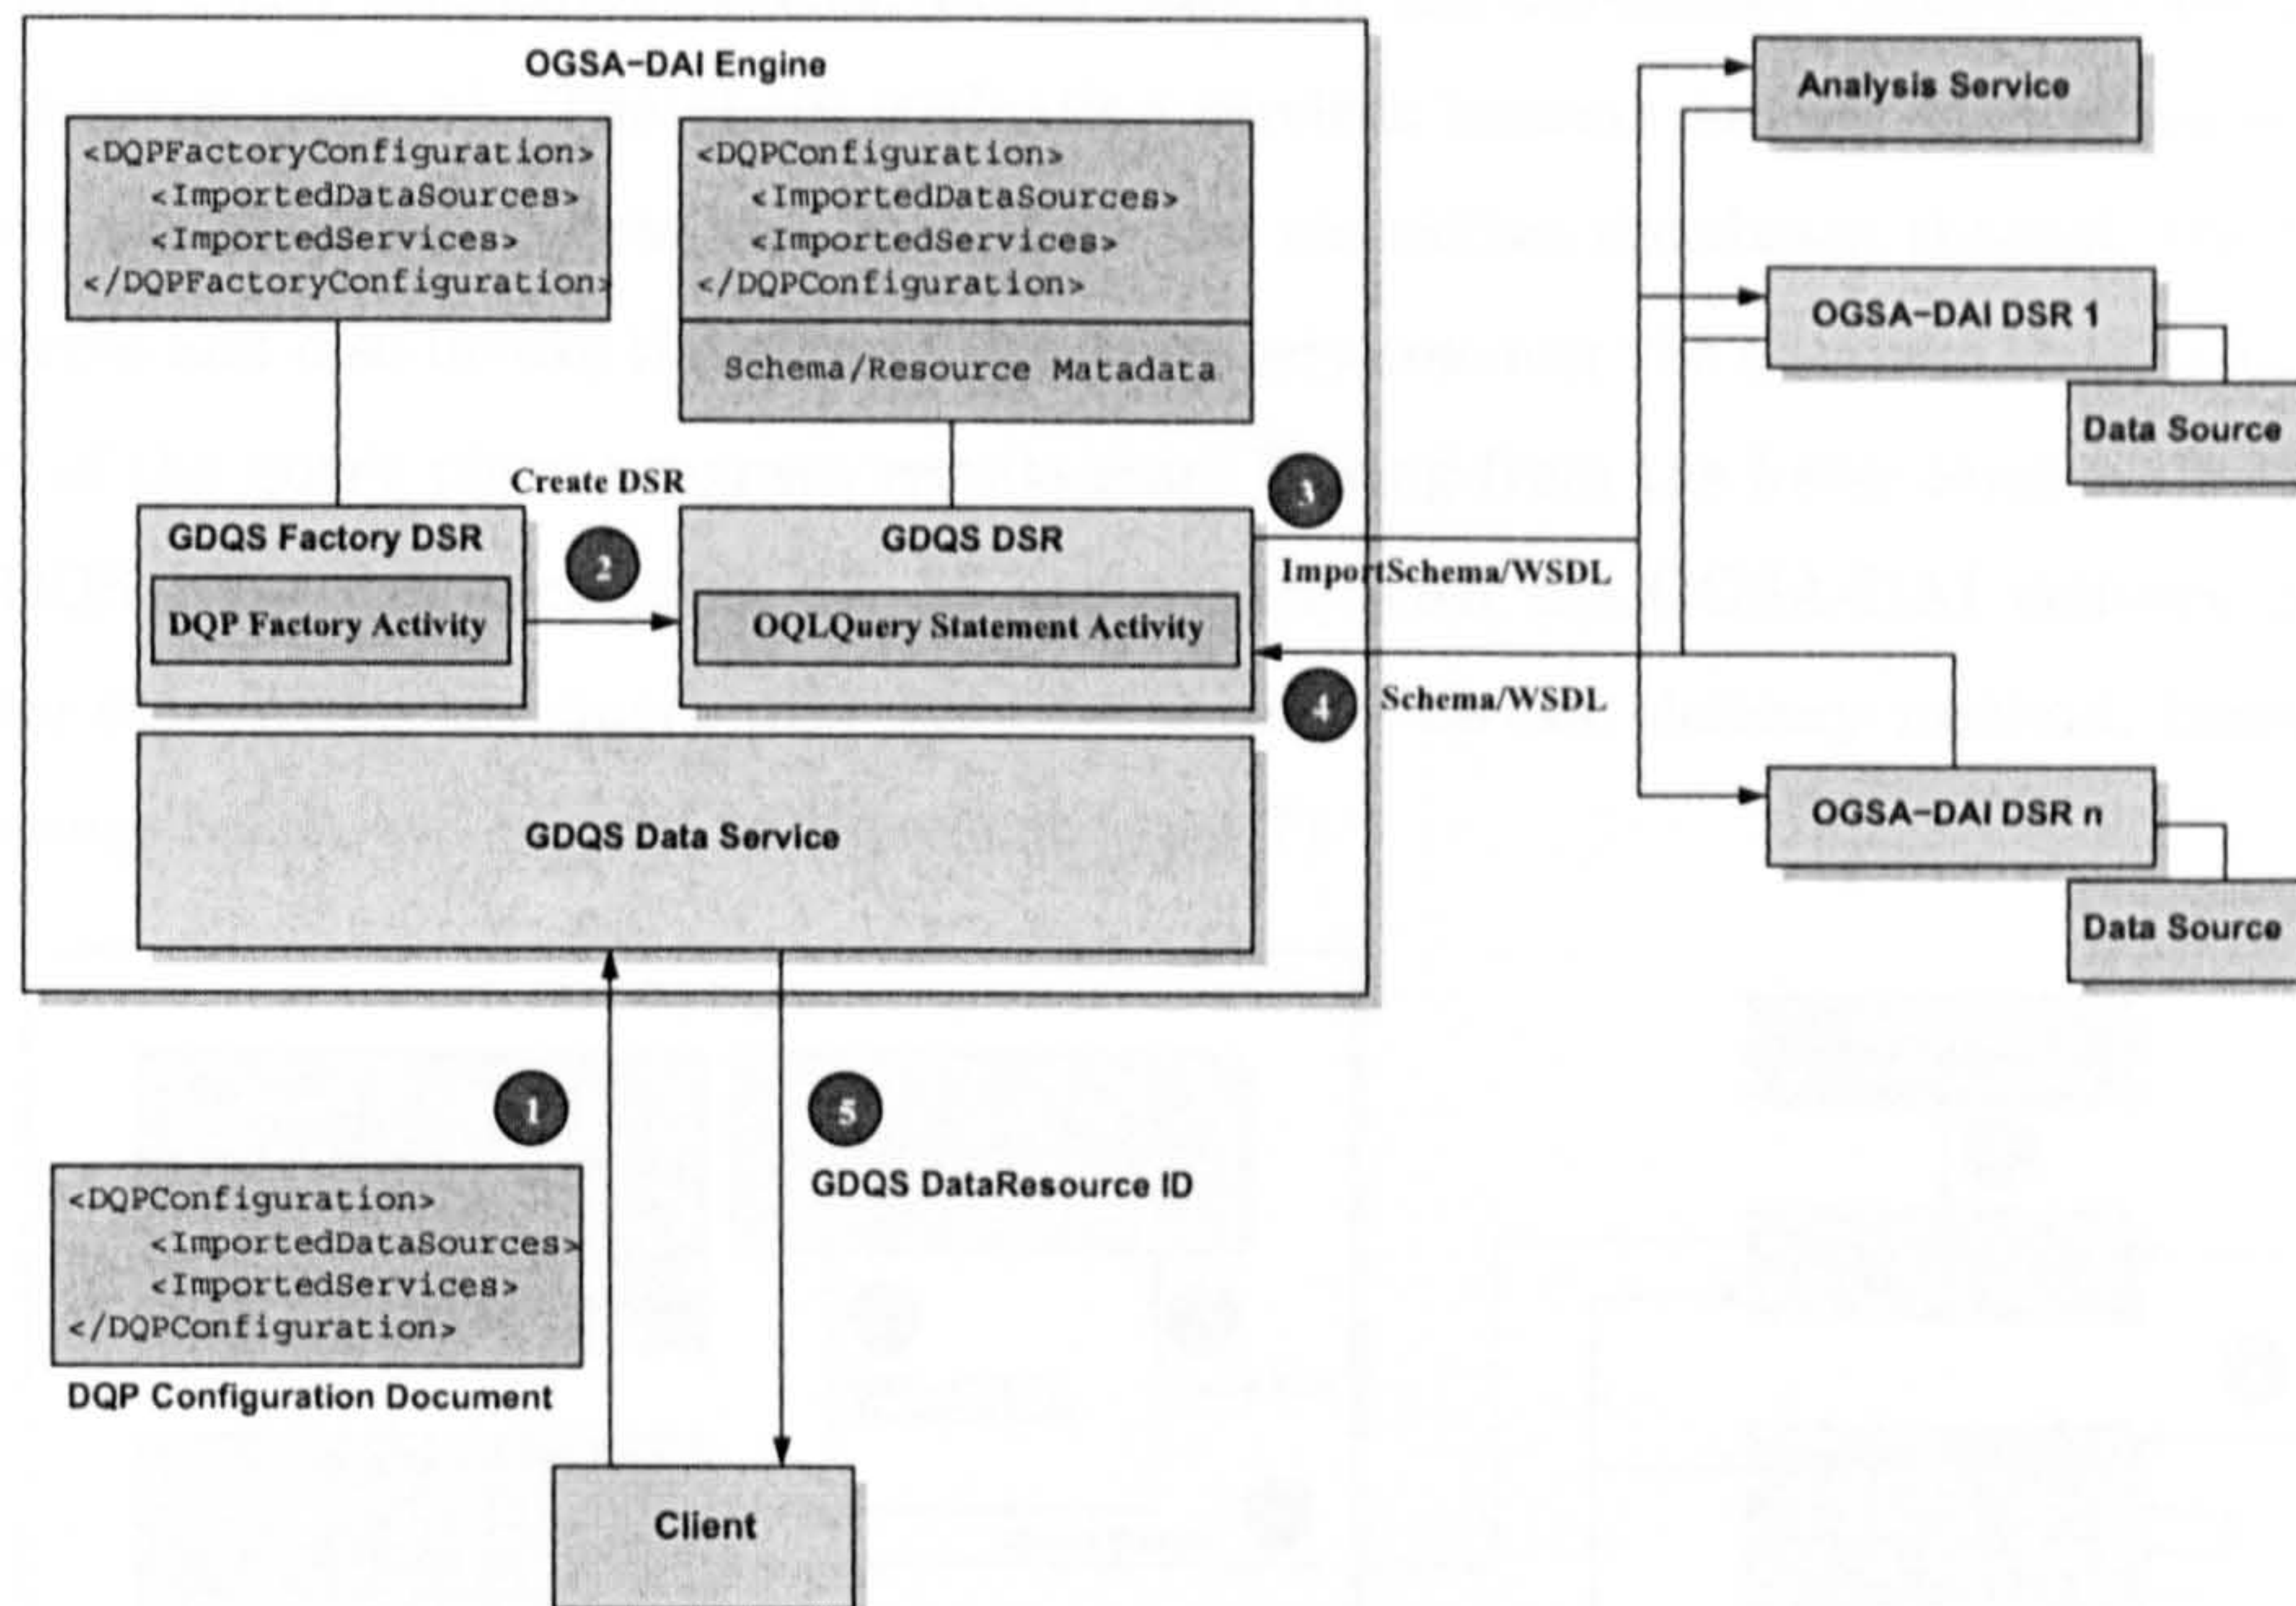 OGSA-DAI Engine
<DQPFactoryConfiguration>
<ImportedDataSources>
<ImportedServices>
</DQPFactoryConfiguration>
<DQPConfiguration>
<ImportedDataSources>
<ImportedServices>
</DQPConfiguration>
Schema/Resource Matadata
Analysis Service
OGSA-DAI DSR 1
Data Source
Create DSR
2
GDQS Factory DSR
DQP Factory Activity
GDQS DSR
OQLQuery Statement Activity
3
ImportSchema/WSDL
4
Schema/WSDL
OGSA-DAI DSR n
Data Source
GDQS Data Service
1
5
GDQS DataResource ID
<DQPConfiguration>
<ImportedDataSources>
<ImportedServices>
</DQPConfiguration>
DQP Configuration Document
Client